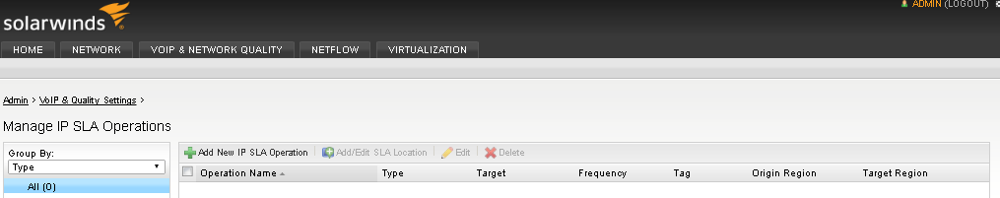 ADMIN (LOGOUT)
solarwinds
HOME NETWORK VOIP & NETWORK QUALITY NETFLOW VIRTUALIZATION
Admin > VoIP & Quality Settings >
Manage IP SLA Operations
Group By:
Type
All (0)
Add New IP SLA Operation Add/Edit SLA Location Edit Delete
Operation Name Type Target Frequency Tag Origin Region Target Region